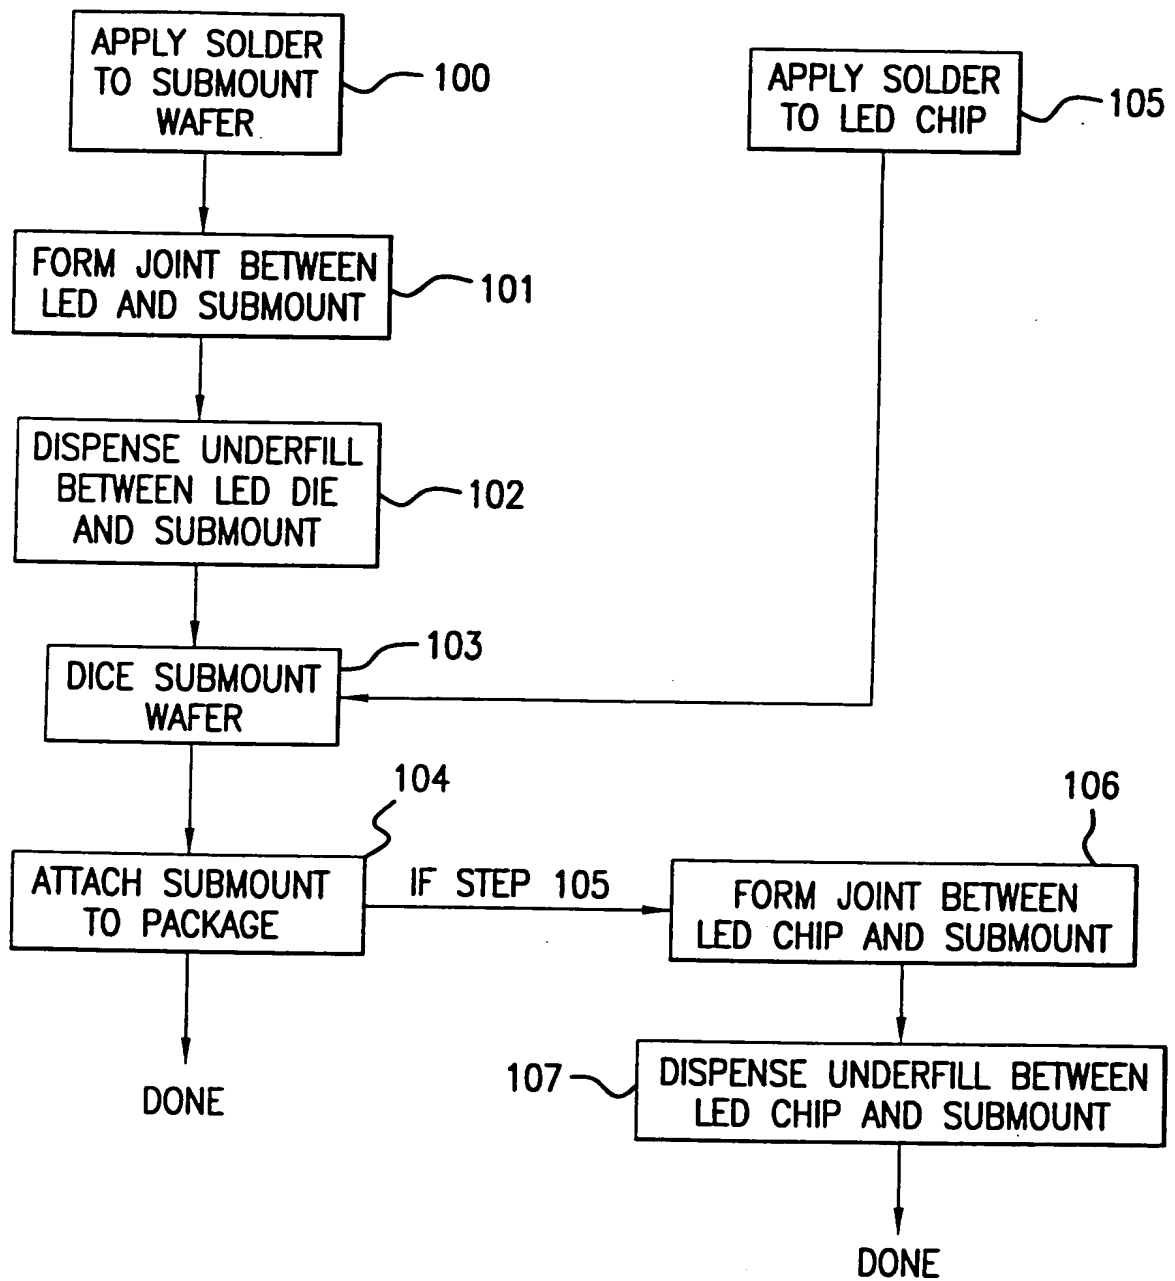 APPLY SOLDER
TO SUBMOUNT
WAFER
100
APPLY SOLDER
TO LED CHIP
105
FORM JOINT BETWEEN
LED AND SUBMOUNT
101
DISPENSE UNDERFILL
BETWEEN LED DIE
AND SUBMOUNT
102
DICE SUBMOUNT
WAFER
103
104
ATTACH SUBMOUNT
TO PACKAGE
IF STEP 105
106
FORM JOINT BETWEEN
LED CHIP AND SUBMOUNT
DONE
107
DISPENSE UNDERFILL BETWEEN
LED CHIP AND SUBMOUNT
DONE